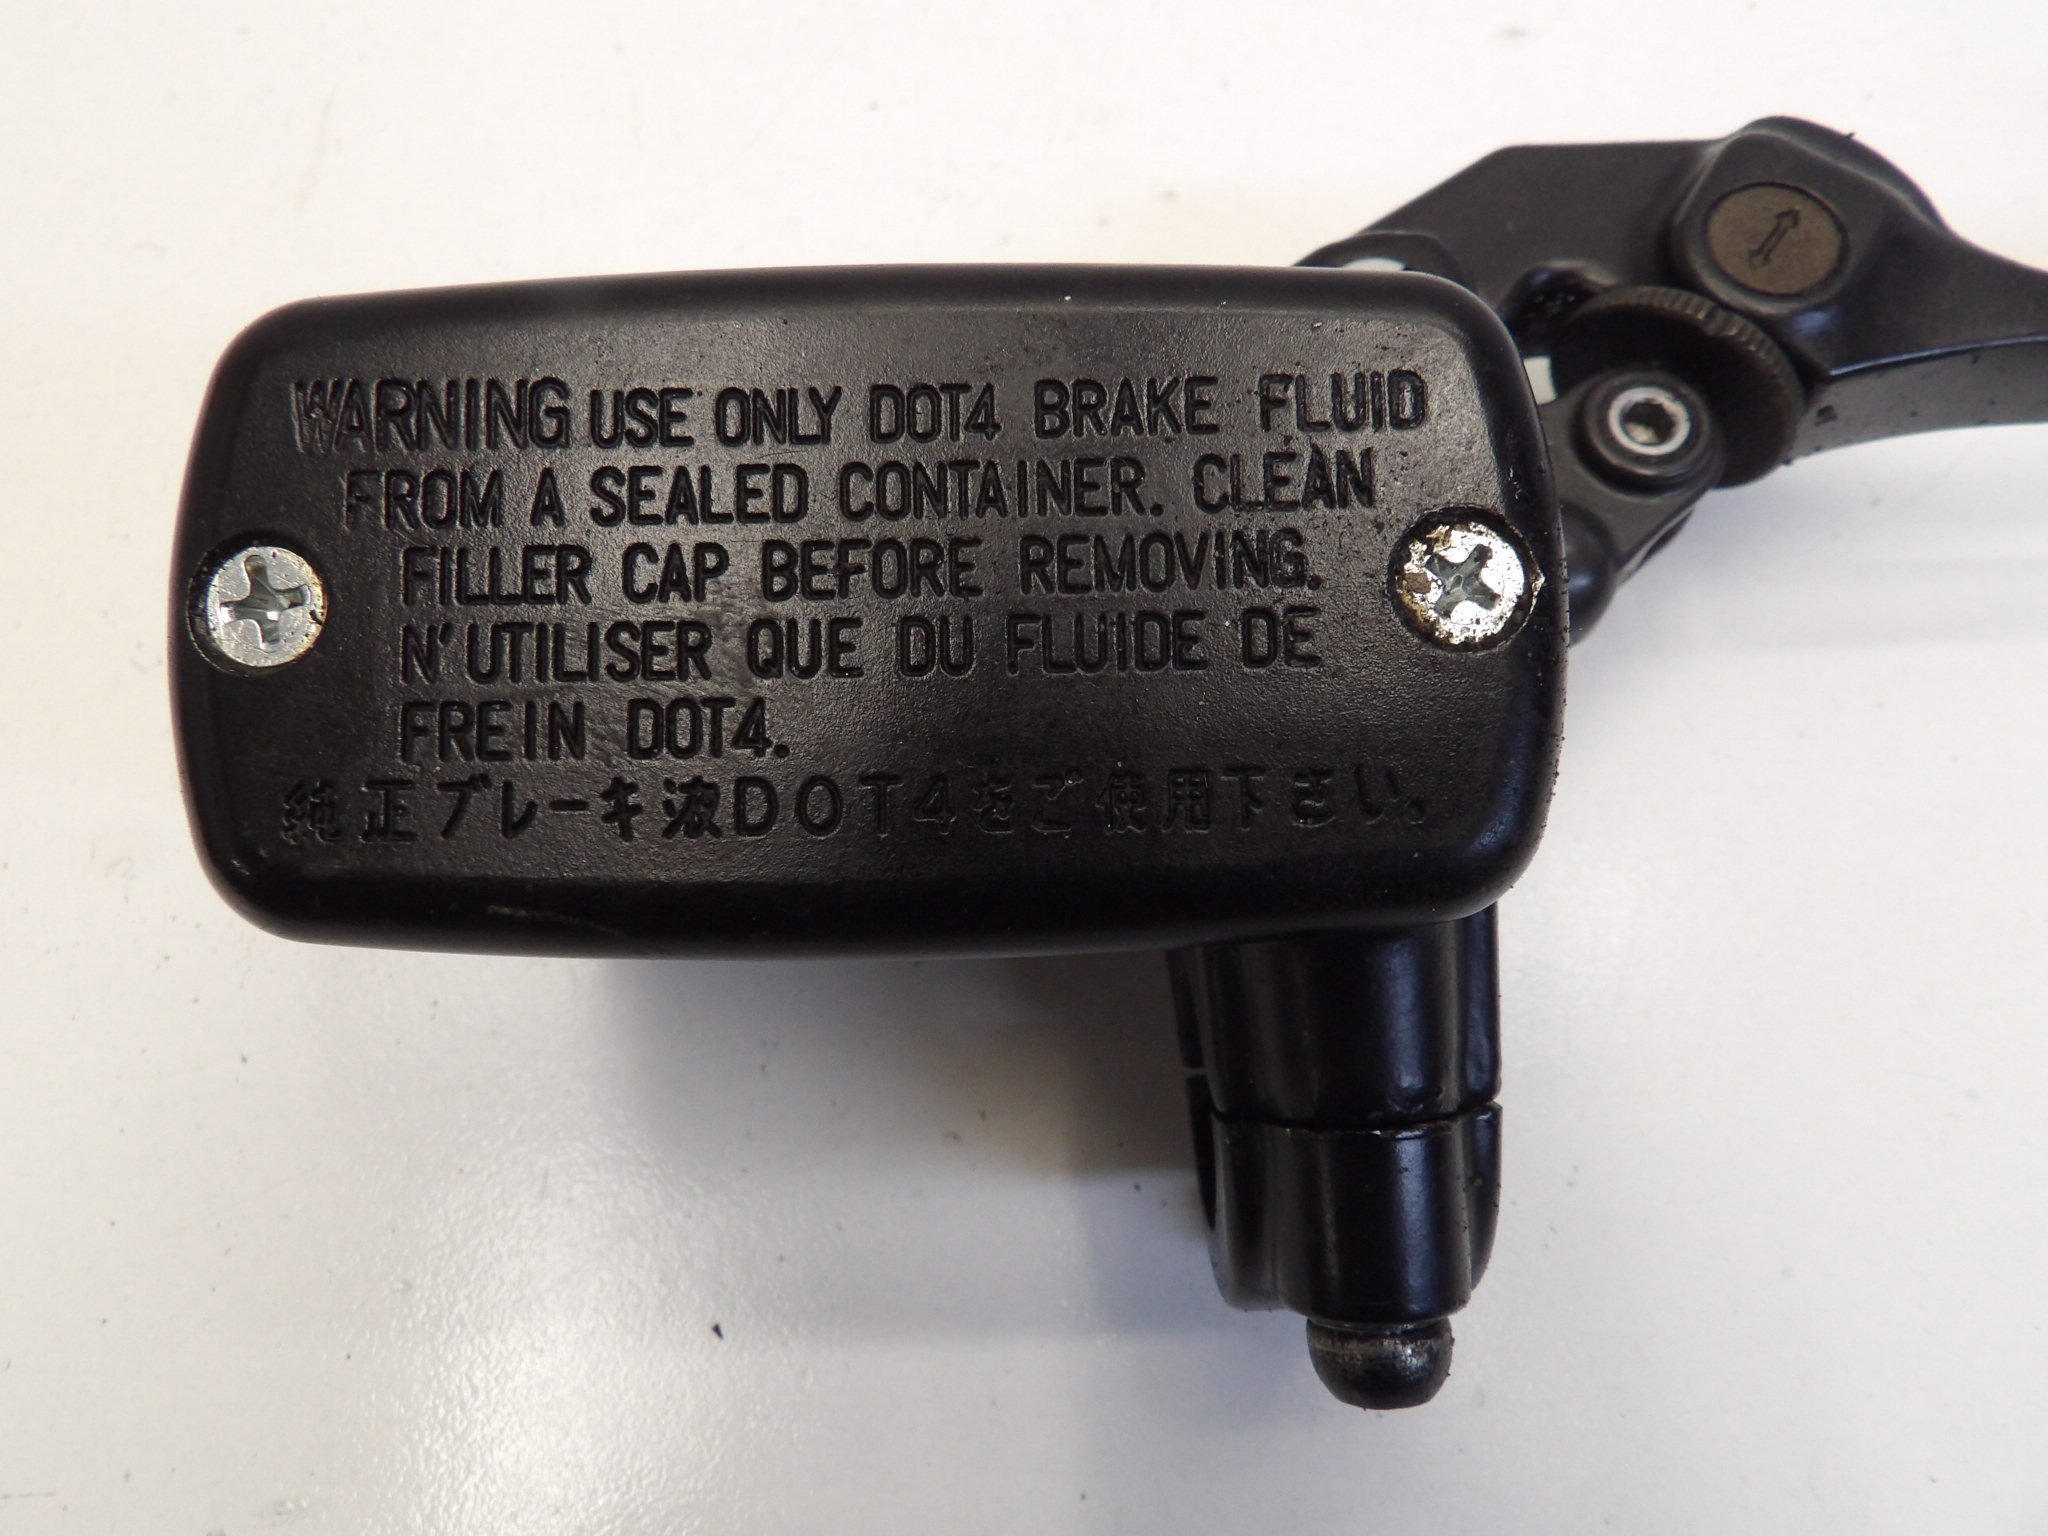 WARNING USE ONLY DOT4 BRAKE FLUID
FROM A SEALED CONTAINER. CLEAN
FILLER CAP BEFORE REMOVING.
N'UTILISER QUE DU FLUIDE DE
FREIN DOT4.
純正ブレーキ液DOT4をご使用下さい。